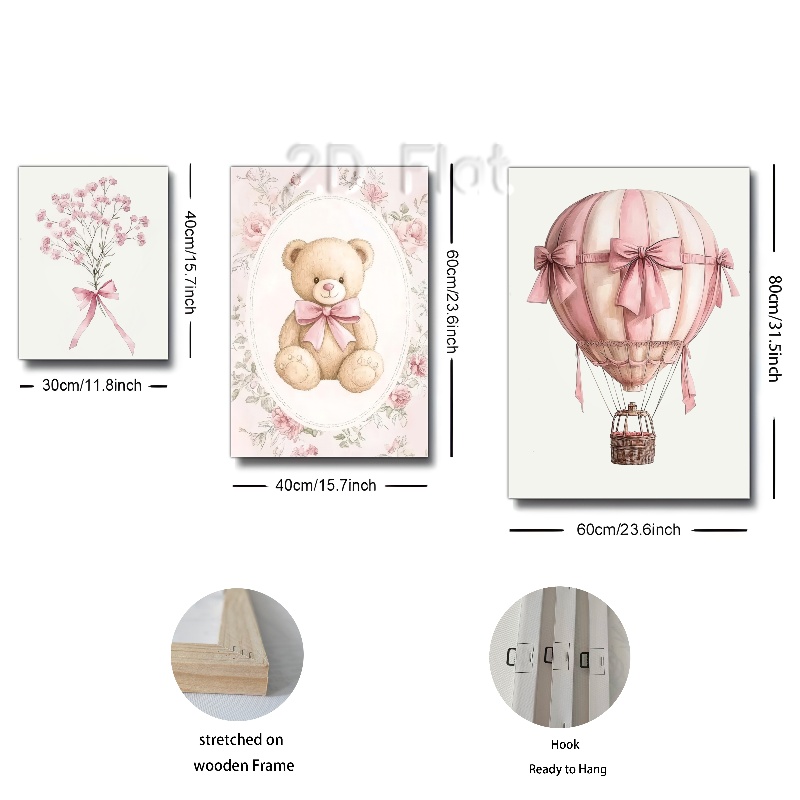 2D Flat
40cm/15.7inch
30cm/11.8inch
60cm/23.6inch
40cm/15.7inch
80cm/31.5inch
60cm/23.6inch
stretched on
wooden Frame
Hook
Ready to Hang